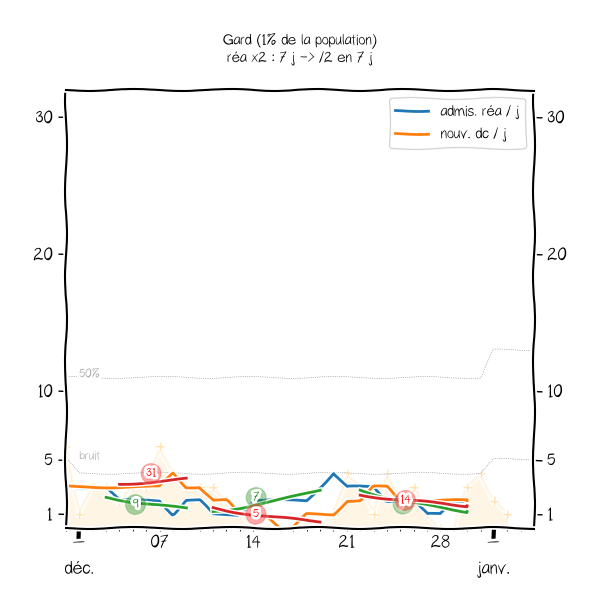 Gard (1% de la population)
réa x2 : 7 j -> /2 en 7 j
admis. réa / j
nouv. dc / j
30
30
20
20
10
10
50%
bruit
5
5
1
1
31
9
7
5
14
07
14
21
28
déc.
janv.